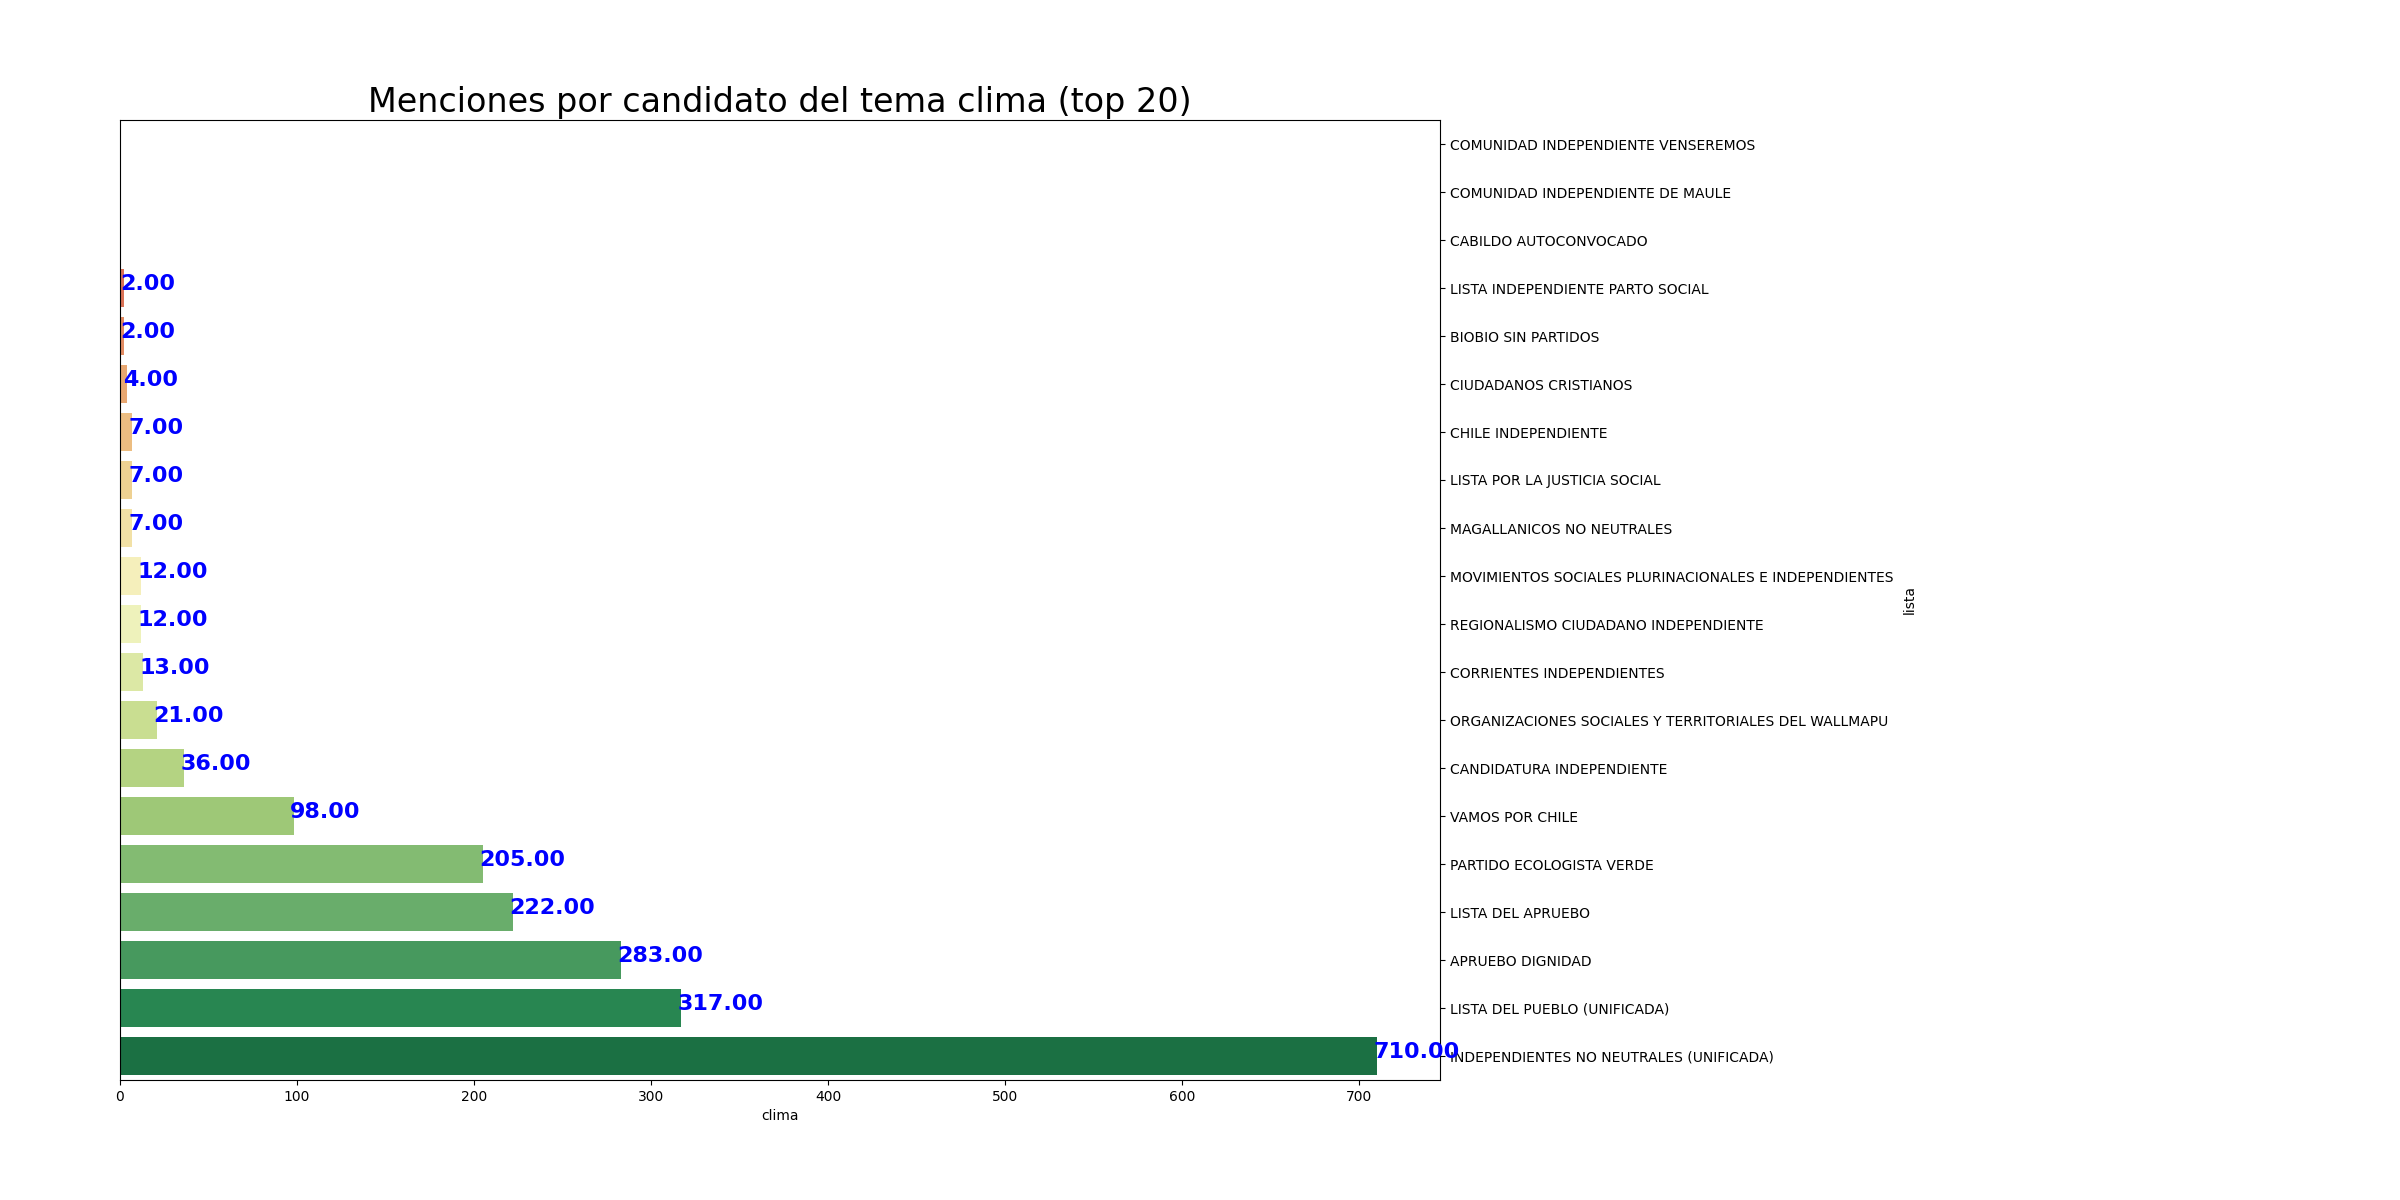 Menciones por candidato del tema clima (top 20)
COMUNIDAD INDEPENDIENTE VENSEREMOS
COMUNIDAD INDEPENDIENTE DE MAULE
CABILDO AUTOCONVOCADO
2.00 LISTA INDEPENDIENTE PARTO SOCIAL
2.00 BIOBIO SIN PARTIDOS
4.00 CIUDADANOS CRISTIANOS
7.00 CHILE INDEPENDIENTE
7.00 LISTA POR LA JUSTICIA SOCIAL
7.00 MAGALLANICOS NO NEUTRALES
12.00 MOVIMIENTOS SOCIALES PLURINACIONALES E INDEPENDIENTES
lista
12.00 REGIONALISMO CIUDADANO INDEPENDIENTE
13.00 CORRIENTES INDEPENDIENTES
21.00 ORGANIZACIONES SOCIALES Y TERRITORIALES DEL WALLMAPU
36.00 CANDIDATURA INDEPENDIENTE
98.00 VAMOS POR CHILE
205.00 PARTIDO ECOLOGISTA VERDE
222.00 LISTA DEL APRUEBO
283.00 APRUEBO DIGNIDAD
317.00 LISTA DEL PUEBLO (UNIFICADA)
710.00 INDEPENDIENTES NO NEUTRALES (UNIFICADA)
0 100 200 300 400 500 600 700
clima